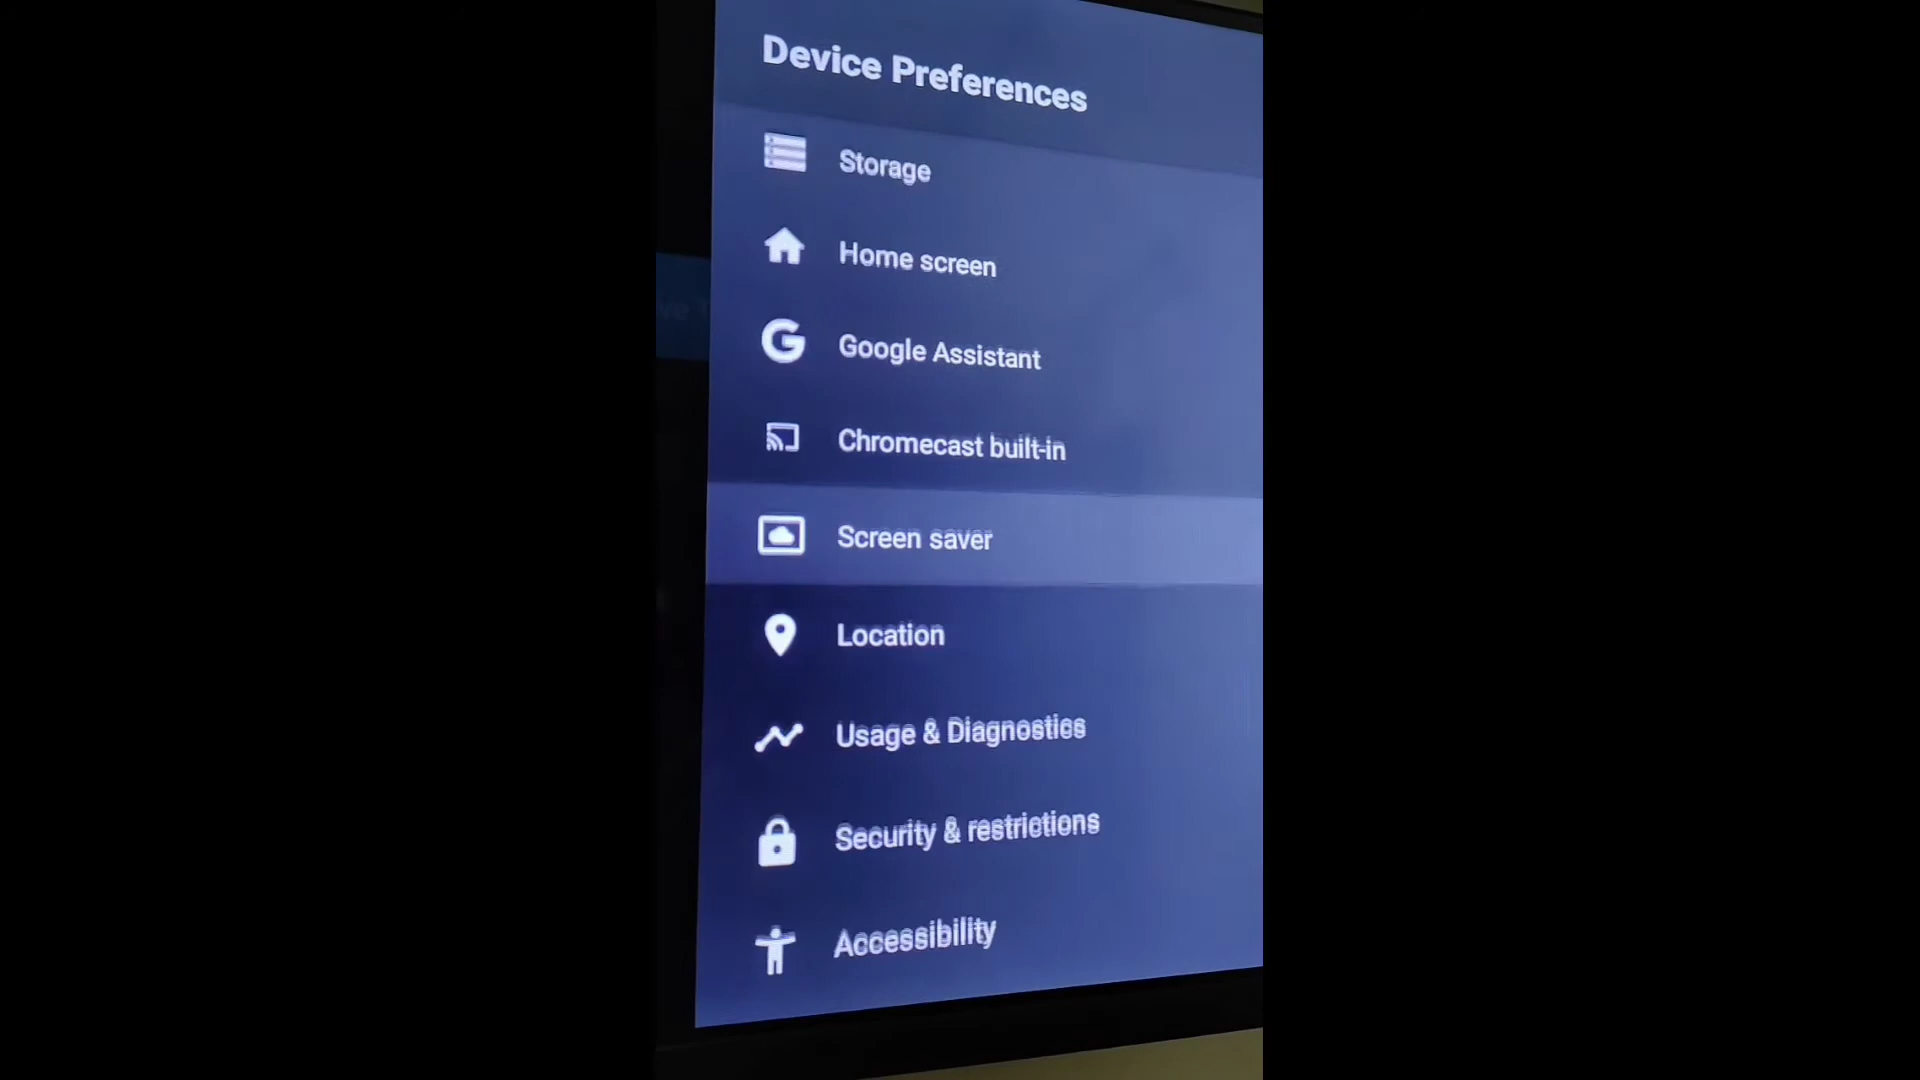 Device Preferences
Storage
Home screen
Google Assistant
Chromecast built-in
Screen saver
Location
Usage & Diagnostics
Security & restrictions
Accessibility